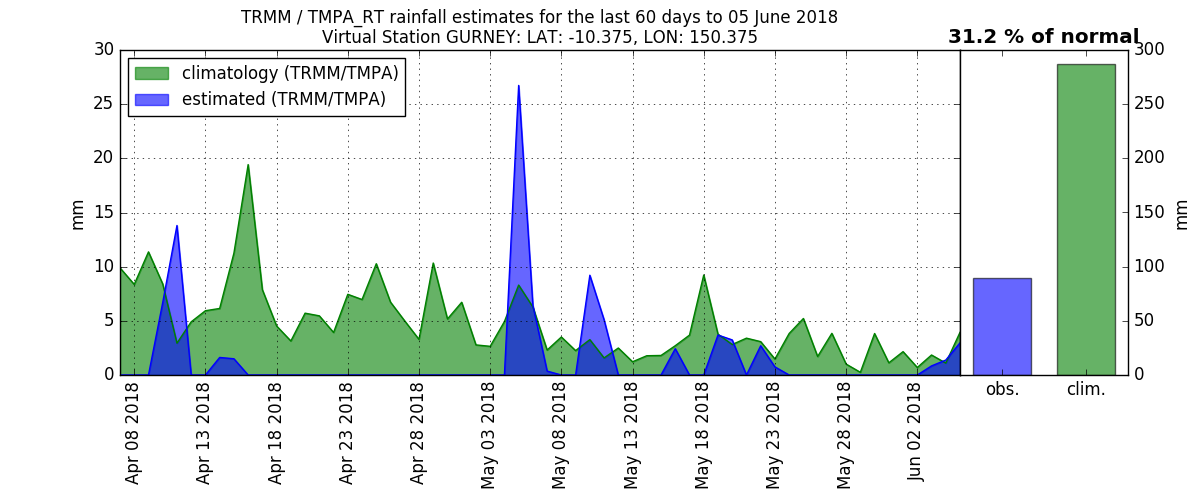 TRMM / TMPA_RT rainfall estimates for the last 60 days to 05 June 2018
Virtual Station GURNEY: LAT: -10.375, LON: 150.375
31.2 % of normal
climatology (TRMM/TMPA)
estimated (TRMM/TMPA)
30
25
20
15
10
5
0
mm
300
250
200
150
100
50
0
mm
Apr 08 2018
Apr 13 2018
Apr 18 2018
Apr 23 2018
Apr 28 2018
May 03 2018
May 08 2018
May 13 2018
May 18 2018
May 23 2018
May 28 2018
Jun 02 2018
obs.
clim.